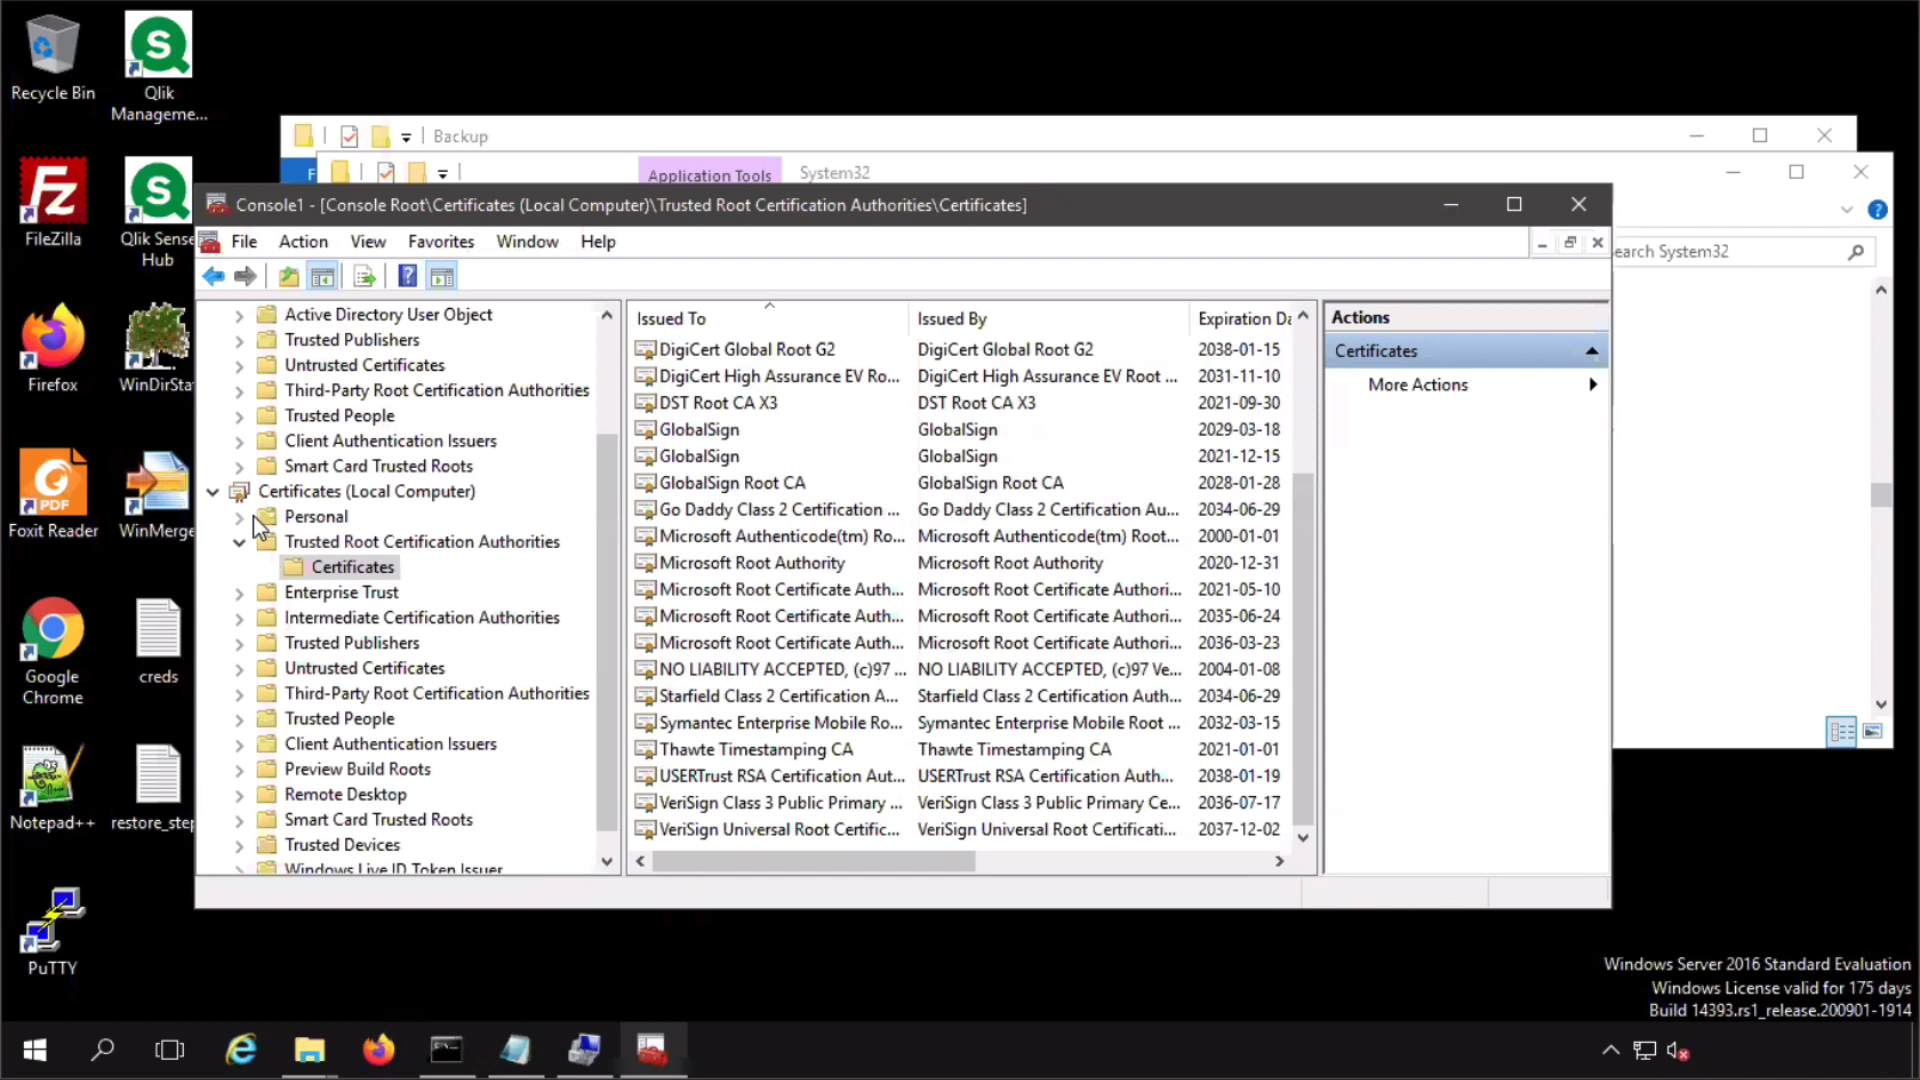 Recycle Bin
Qlik
Manageme...
FileZilla
Qlik Sense
Hub
Firefox
WinDirSta
PDF
Foxit Reader
WinMerge
Google
Chrome
creds
Notepad++
restore_step
PuTTY
Backup
F
Application Tools
System32
earch System32
Console1 - [Console Root\Certificates (Local Computer)\Trusted Root Certification Authorities\Certificates]
File Action View Favorites Window Help
Active Directory User Object
Trusted Publishers
Untrusted Certificates
Third-Party Root Certification Authorities
Trusted People
Client Authentication Issuers
Smart Card Trusted Roots
Certificates (Local Computer)
Personal
Trusted Root Certification Authorities
Certificates
Enterprise Trust
Intermediate Certification Authorities
Trusted Publishers
Untrusted Certificates
Third-Party Root Certification Authorities
Trusted People
Client Authentication Issuers
Preview Build Roots
Remote Desktop
Smart Card Trusted Roots
Trusted Devices
Windows Live ID Token Issuer
Issued To Issued By Expiration Da
DigiCert Global Root G2 DigiCert Global Root G2 2038-01-15
DigiCert High Assurance EV Ro... DigiCert High Assurance EV Root ... 2031-11-10
DST Root CA X3 DST Root CA X3 2021-09-30
GlobalSign GlobalSign 2029-03-18
GlobalSign GlobalSign 2021-12-15
GlobalSign Root CA GlobalSign Root CA 2028-01-28
Go Daddy Class 2 Certification ... Go Daddy Class 2 Certification Au... 2034-06-29
Microsoft Authenticode(tm) Ro... Microsoft Authenticode(tm) Root... 2000-01-01
Microsoft Root Authority Microsoft Root Authority 2020-12-31
Microsoft Root Certificate Auth... Microsoft Root Certificate Authori... 2021-05-10
Microsoft Root Certificate Auth... Microsoft Root Certificate Authori... 2035-06-24
Microsoft Root Certificate Auth... Microsoft Root Certificate Authori... 2036-03-23
NO LIABILITY ACCEPTED, (c)97 ... NO LIABILITY ACCEPTED, (c)97 Ve... 2004-01-08
Starfield Class 2 Certification A... Starfield Class 2 Certification Auth... 2034-06-29
Symantec Enterprise Mobile Ro... Symantec Enterprise Mobile Root ... 2032-03-15
Thawte Timestamping CA Thawte Timestamping CA 2021-01-01
USERTrust RSA Certification Aut... USERTrust RSA Certification Auth... 2038-01-19
VeriSign Class 3 Public Primary ... VeriSign Class 3 Public Primary Ce... 2036-07-17
VeriSign Universal Root Certific... VeriSign Universal Root Certificati... 2037-12-02
Actions
Certificates
More Actions
Windows Server 2016 Standard Evaluation
Windows License valid for 175 days
Build 14393.rs1_release.200901-1914